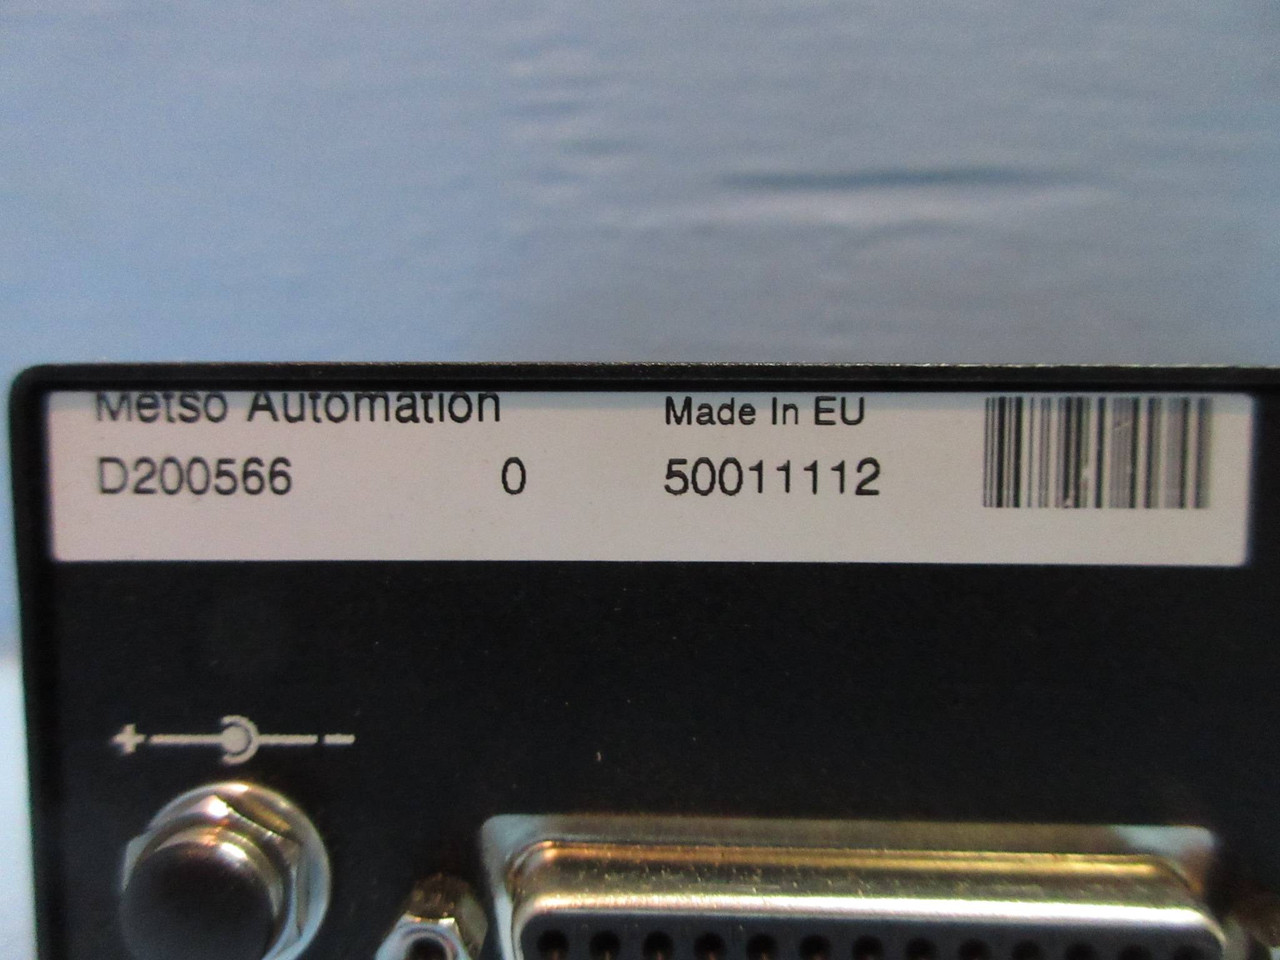 Metso Automation Made In EU
D200566 0 50011112
+ −